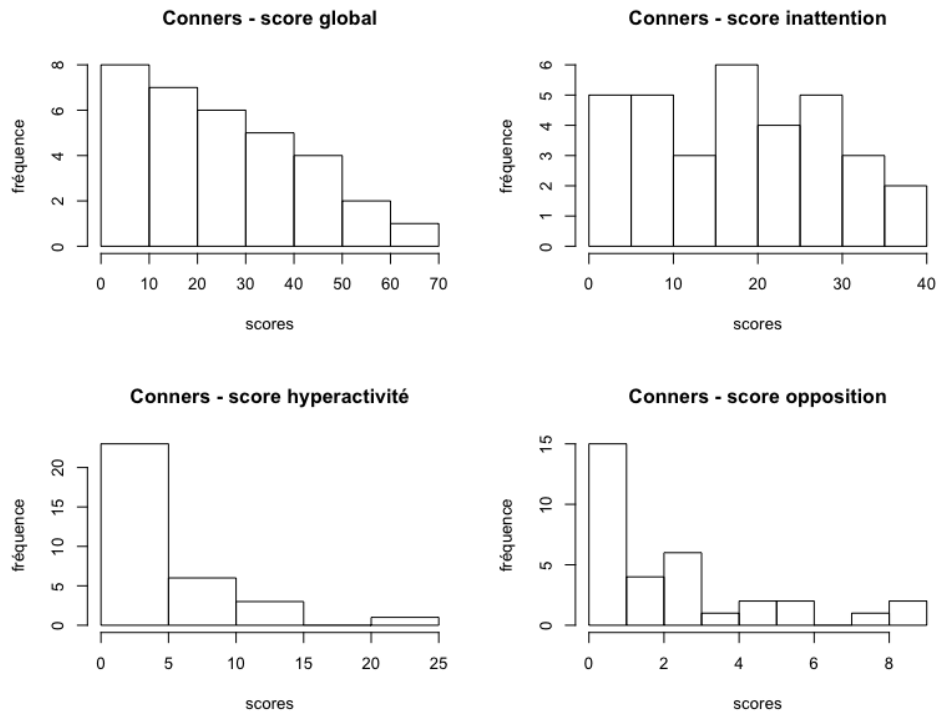 Conners - score global
fréquence
8
6
4
2
0
0 10 20 30 40 50 60 70
scores
Conners - score inattention
fréquence
6
5
4
3
2
1
0
0 10 20 30 40
scores
Conners - score hyperactivité
fréquence
20
15
10
5
0
0 5 10 15 20 25
scores
Conners - score opposition
fréquence
15
10
5
0
0 2 4 6 8
scores